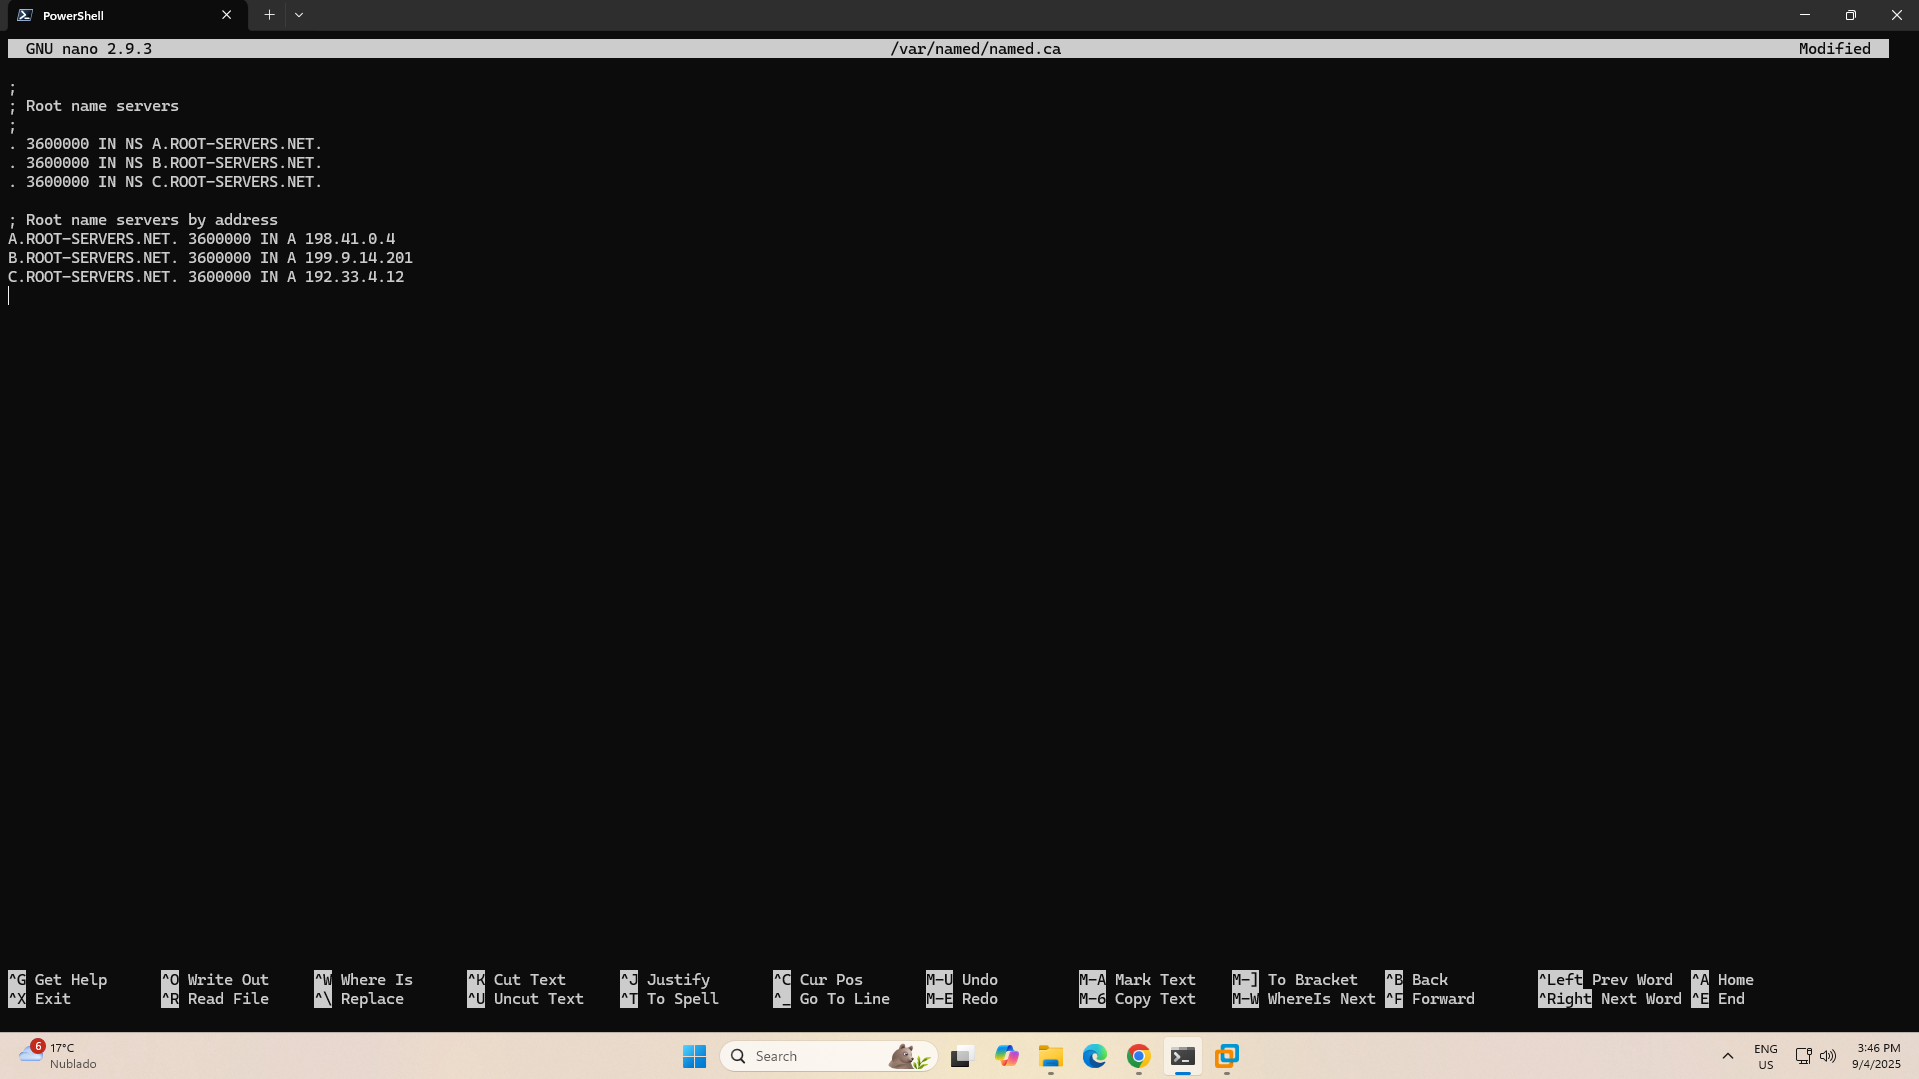 PowerShell
GNU nano 2.9.3 /var/named/named.ca Modified
;
; Root name servers
;
. 3600000 IN NS A.ROOT-SERVERS.NET.
. 3600000 IN NS B.ROOT-SERVERS.NET.
. 3600000 IN NS C.ROOT-SERVERS.NET.
; Root name servers by address
A.ROOT-SERVERS.NET. 3600000 IN A 198.41.0.4
B.ROOT-SERVERS.NET. 3600000 IN A 199.9.14.201
C.ROOT-SERVERS.NET. 3600000 IN A 192.33.4.12
^G Get Help ^O Write Out ^W Where Is ^K Cut Text ^J Justify ^C Cur Pos M-U Undo M-A Mark Text M-] To Bracket ^B Back ^Left Prev Word ^A Home
^X Exit ^R Read File ^\ Replace ^U Uncut Text ^T To Spell ^_ Go To Line M-E Redo M-6 Copy Text M-W WhereIs Next ^F Forward ^Right Next Word ^E End
6
17°C
Nublado
Search
ENG
US
3:46 PM
9/4/2025